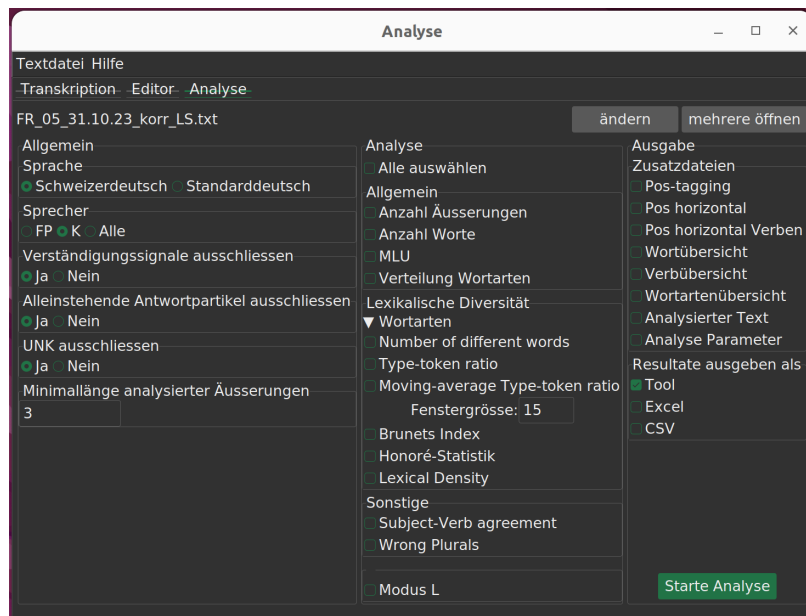 Analyse
Textdatei Hilfe
Transkription Editor Analyse
FR_05_31.10.23_korr_LS.txt
ändern
mehrere öffnen
Allgemein
Sprache
Schweizerdeutsch Standarddeutsch
Sprecher
FP K Alle
Verständigungssignale ausschliessen
Ja Nein
Alleinstehende Antwortpartikel ausschliessen
Ja Nein
UNK ausschliessen
Ja Nein
Minimallänge analysierter Äusserungen
3
Analyse
Alle auswählen
Allgemein
Anzahl Äusserungen
Anzahl Worte
MLU
Verteilung Wortarten
Lexikalische Diversität
Wortarten
Number of different words
Type-token ratio
Moving-average Type-token ratio
Fenstergrösse: 15
Brunets Index
Honoré-Statistik
Lexical Density
Sonstige
Subject-Verb agreement
Wrong Plurals
Modus L
Ausgabe
Zusatzdateien
Pos-tagging
Pos horizontal
Pos horizontal Verben
Wortübersicht
Verbübersicht
Wortartenübersicht
Analysierter Text
Analyse Parameter
Resultate ausgeben als
Tool
Excel
CSV
Starte Analyse